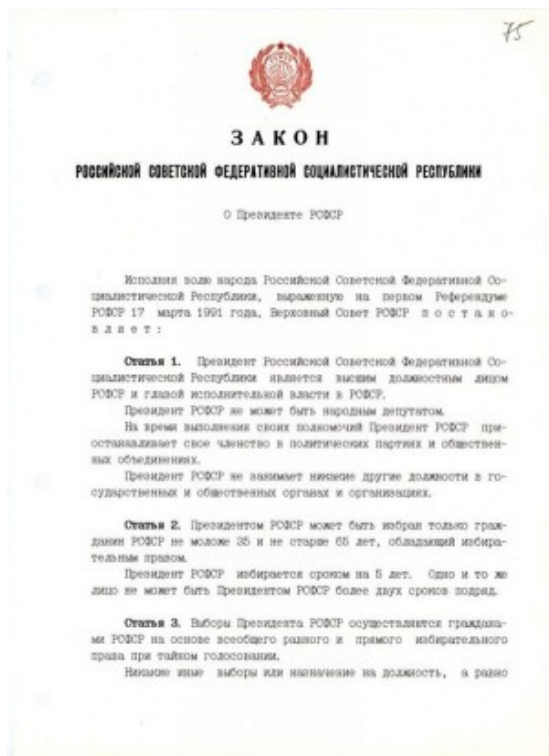 75
ЗАКОН
РОССИЙСКОЙ СОВЕТСКОЙ ФЕДЕРАТИВНОЙ СОЦИАЛИСТИЧЕСКОЙ РЕСПУБЛИКИ
О Президенте РСФСР
Исполняя волю народа Российской Советской Федеративной Со-
циалистической Республики, выраженную на первом Референдуме
РСФСР 17 марта 1991 года, Верховный Совет РСФСР п о с т а н о-
в л я е т :
Статья 1. Президент Российской Советской Федеративной Со-
циалистической Республики является высшим должностным лицом
РСФСР и главой исполнительной власти в РСФСР.
Президент РСФСР не может быть народным депутатом.
На время выполнения своих полномочий Президент РСФСР при-
останавливает свое членство в политических партиях и обществен-
ных объединениях.
Президент РСФСР не занимает никакие другие должности в го-
сударственных и общественных органах и организациях.
Статья 2. Президентом РСФСР может быть избран только граж-
данин РСФСР не моложе 35 и не старше 65 лет, обладающий избира-
тельным правом.
Президент РСФСР избирается сроком на 5 лет. Одно и то же
лицо не может быть Президентом РСФСР более двух сроков подряд.
Статья 3. Выборы Президента РСФСР осуществляются граждана-
ми РСФСР на основе всеобщего равного и прямого избирательного
права при тайном голосовании.
Никакие иные выборы или назначение на должность, а равно